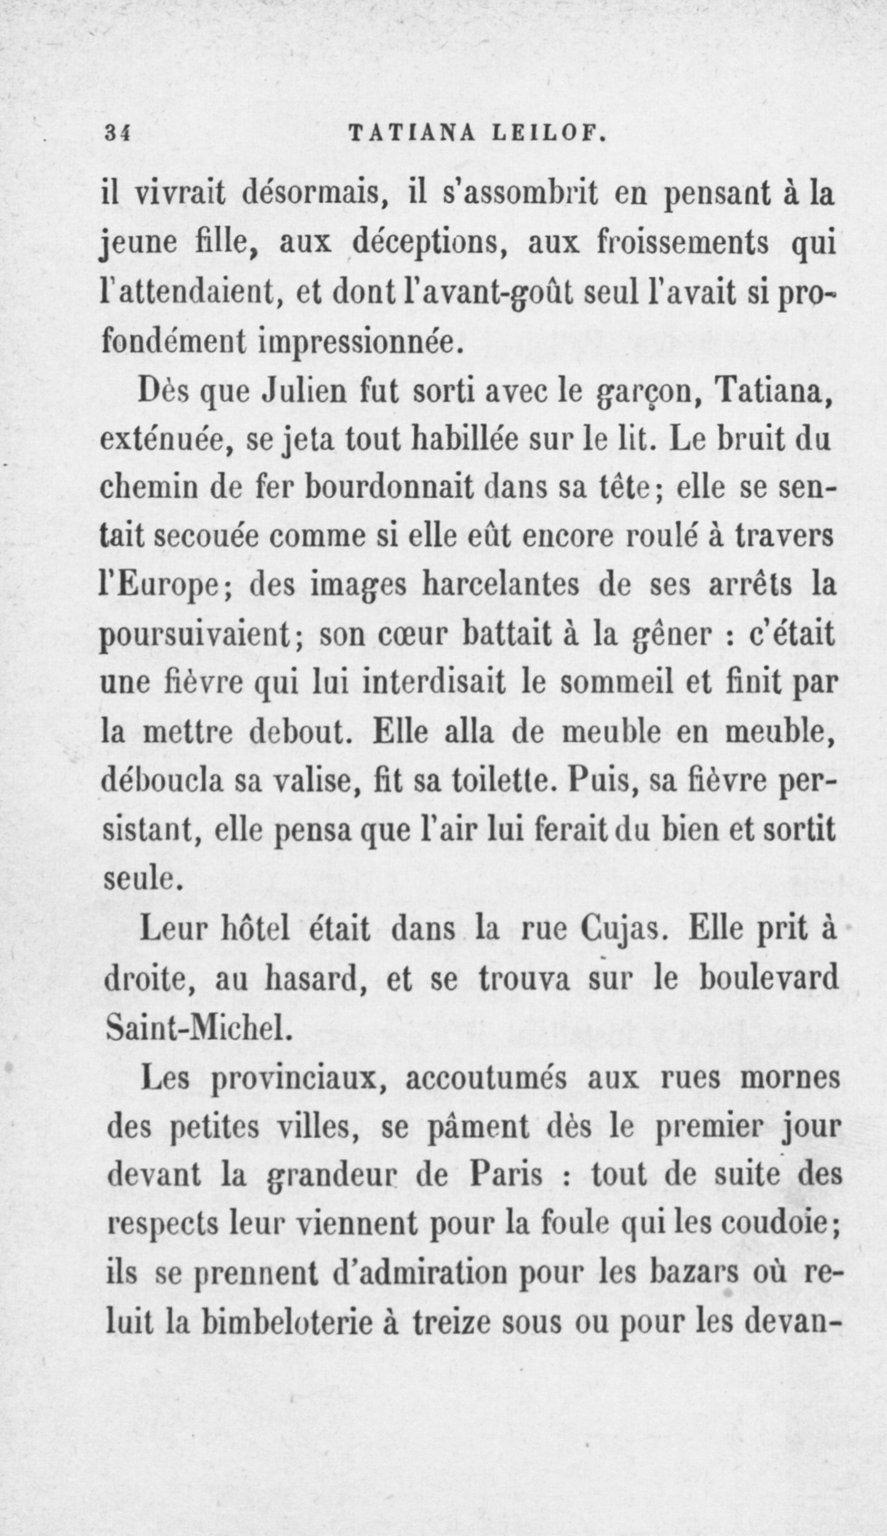 34 TATIANA LEILOF.
il vivrait désormais, il s'assombrit en pensant à la
jeune fille, aux déceptions, aux froissements qui
l'attendaient, et dont l'avant-goût seul l'avait si pro-
fondément impressionnée.
Dès que Julien fut sorti avec le garçon, Tatiana,
exténuée, se jeta tout habillée sur le lit. Le bruit du
chemin de fer bourdonnait dans sa tête; elle se sen-
tait secouée comme si elle eût encore roulé à travers
l'Europe; des images harcelantes de ses arrêts la
poursuivaient; son cœur battait à la gêner : c'était
une fièvre qui lui interdisait le sommeil et finit par
la mettre debout. Elle alla de meuble en meuble,
déboucla sa valise, fit sa toilette. Puis, sa fièvre per-
sistant, elle pensa que l'air lui ferait du bien et sortit
seule.
Leur hôtel était dans la rue Cujas. Elle prit à
droite, au hasard, et se trouva sur le boulevard
Saint-Michel.
Les provinciaux, accoutumés aux rues mornes
des petites villes, se pâment dès le premier jour
devant la grandeur de Paris : tout de suite des
respects leur viennent pour la foule qui les coudoie;
ils se prennent d'admiration pour les bazars où re-
luit la bimbeloterie à treize sous ou pour les devan-